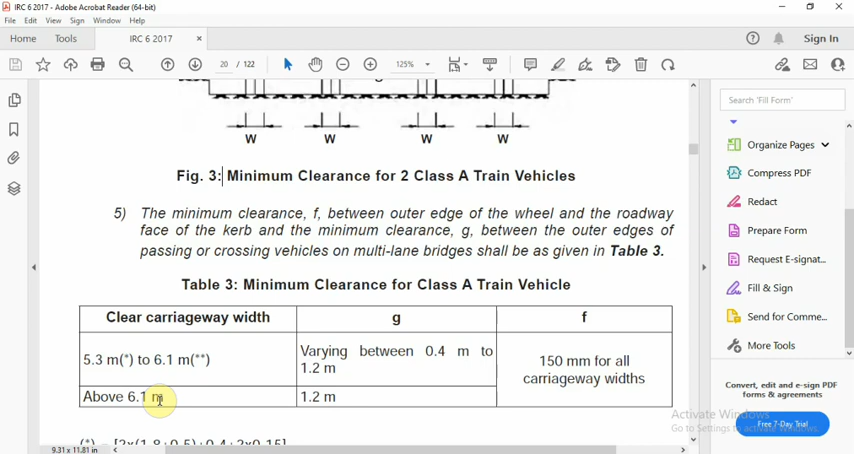 IRC 6 2017 - Adobe Acrobat Reader (64-bit)
File Edit View Sign Window Help
Home Tools IRC 6 2017 × Sign In
20 / 122 125%
W W W W
Fig. 3: Minimum Clearance for 2 Class A Train Vehicles
5) The minimum clearance, f, between outer edge of the wheel and the roadway
face of the kerb and the minimum clearance, g, between the outer edges of
passing or crossing vehicles on multi-lane bridges shall be as given in Table 3.
Table 3: Minimum Clearance for Class A Train Vehicle
Clear carriageway width g f
5.3 m(*) to 6.1 m(**)
Varying between 0.4 m to
1.2 m
150 mm for all
carriageway widths
Above 6.1 m 1.2 m
9.31 x 11.81 in
Search 'Fill Form'
Organize Pages
Compress PDF
Redact
Prepare Form
Request E-signat...
Fill & Sign
Send for Comme...
More Tools
Convert, edit and e-sign PDF
forms & agreements
Free 7-Day Trial
Activate Windows
Go to Settings to activate Windows.